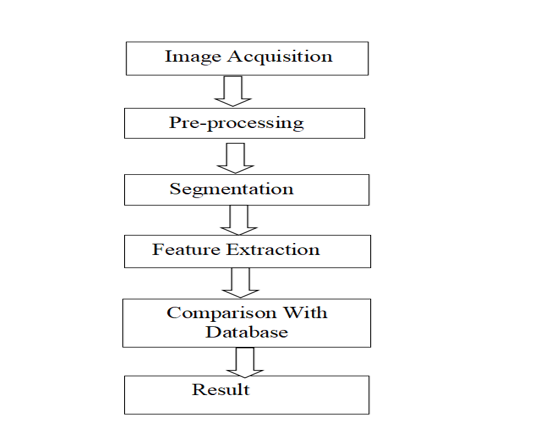 Image Acquisition
Pre-processing
Segmentation
Feature Extraction
Comparison With
Database
Result